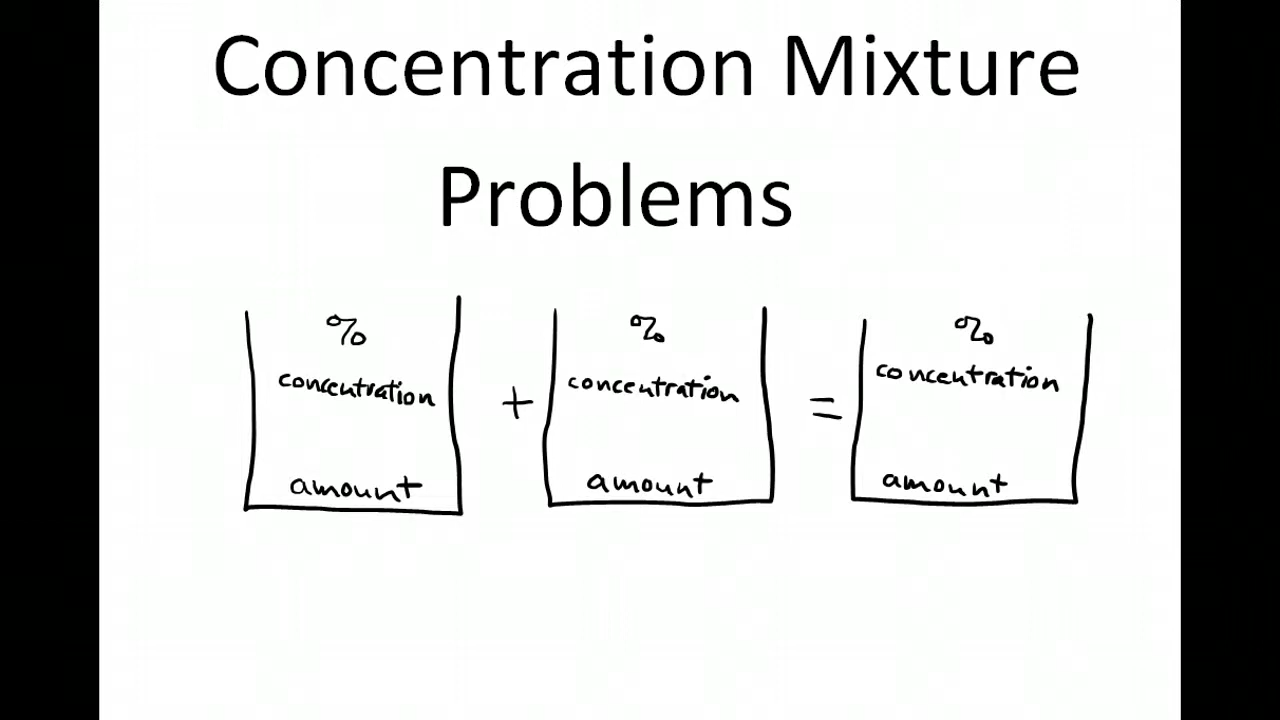 Concentration Mixture
Problems
% % %
concentration + concentration = concentration
amount amount amount